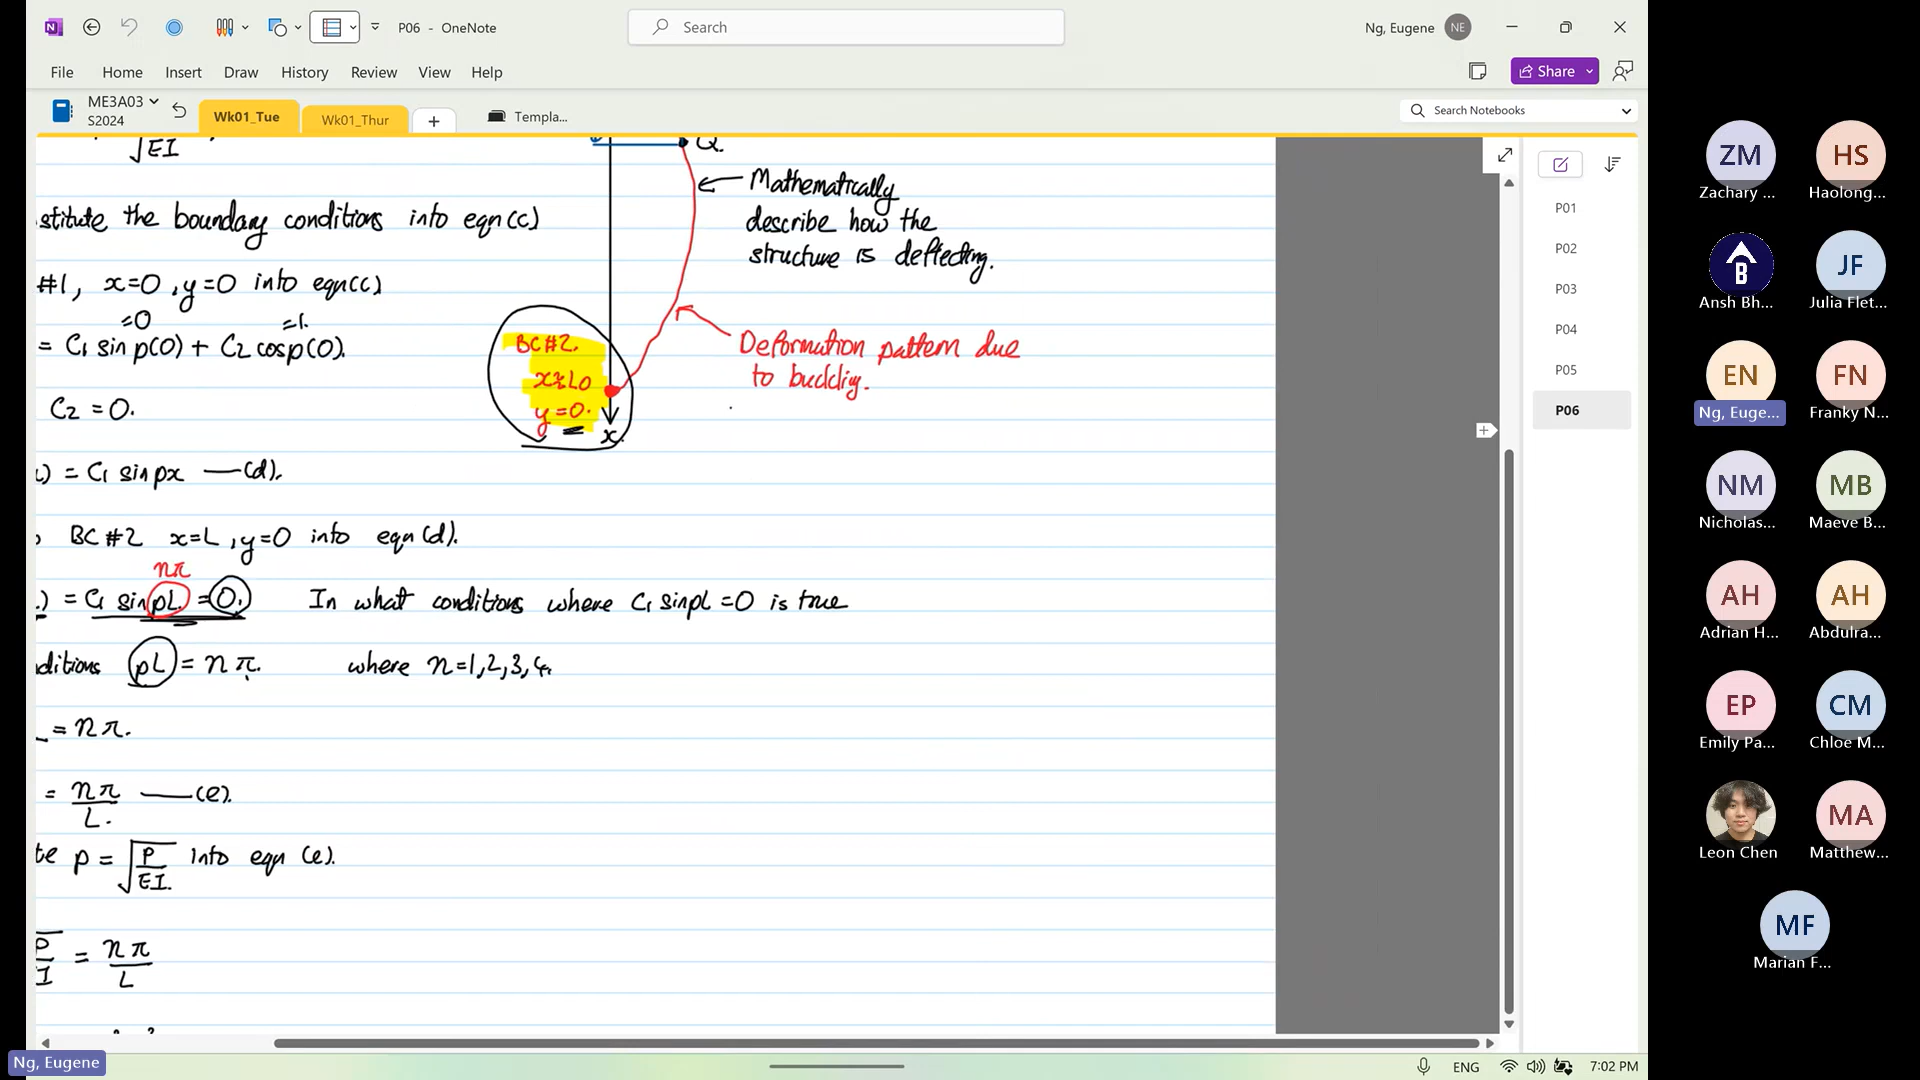 P06 - OneNote
Search
Ng, Eugene
NE
File
Home
Insert
Draw
History
Review
View
Help
Share
ME3A03
S2024
Wk01_Tue
Wk01_Thur
Templa...
Search Notebooks
√EI
Q.
Mathematically
describe how the
structure is deflecting.
stitute the boundary conditions into eqn(c)
#1, x=0, y=0 into eqn(c)
=0
=1.
= C1 sin p(0) + C2 cos p(0).
BC#2.
y=0.
x.
Deformation pattern due
C2 = 0.
) = C1 sin px —(d).
BC #2 x=L, y=0 into eqn(d).
nπ
) = C1 sin pL = 0. In what conditions where C1 sin pL = 0 is true
ditions pL = nπ. where n=1,2,3,4.
= nπ.
= nπ/L. —(e).
te p = √P/EI. into eqn (e).
P/I = nπ/L
P01
P02
P03
P04
P05
P06
ZM
Zachary ...
HS
Haolong...
B
Ansh Bh...
JF
Julia Flet...
EN
Ng, Euge...
FN
Franky N...
NM
Nicholas...
MB
Maeve B...
AH
Adrian H...
AH
Abdulra...
EP
Emily Pa...
CM
Chloe M...
Leon Chen
MA
Matthew...
MF
Marian F...
Ng, Eugene
ENG
7:02 PM